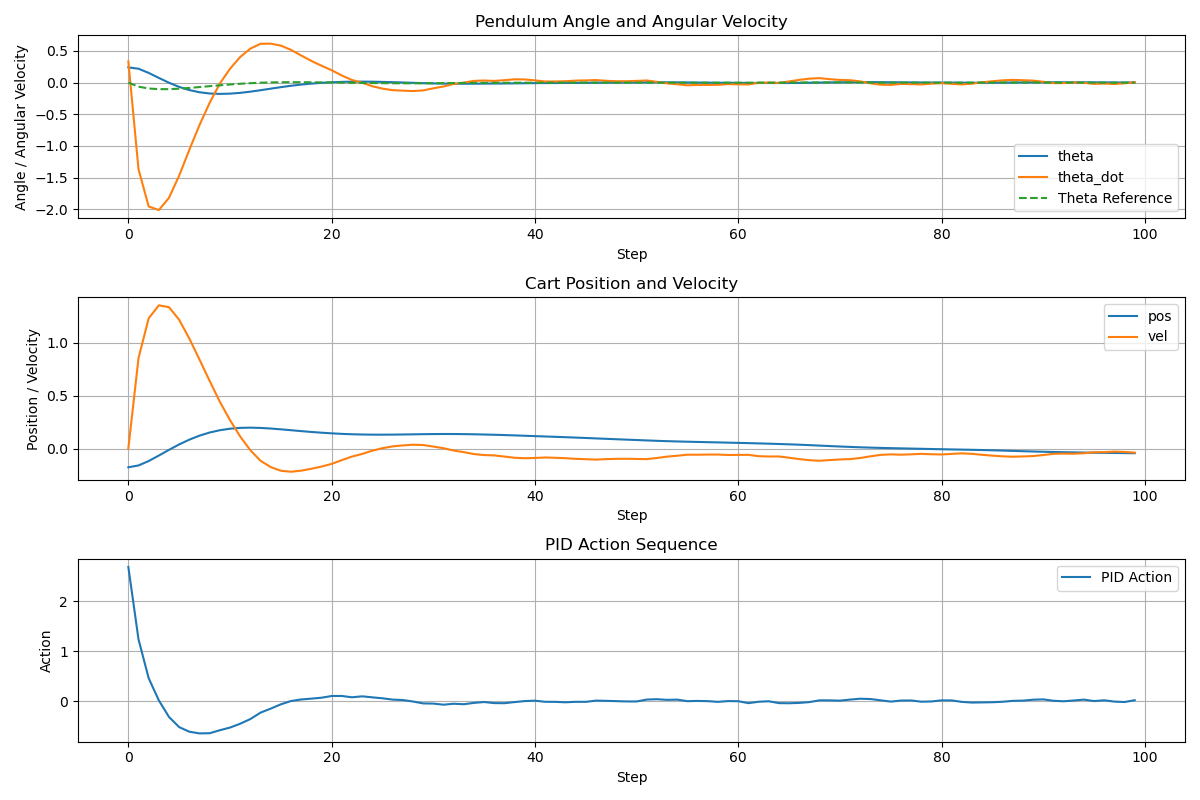 Pendulum Angle and Angular Velocity
Angle / Angular Velocity
0.5
0.0
−0.5
−1.0
−1.5
−2.0
theta
theta_dot
Theta Reference
0 20 40 60 80 100
Step
Cart Position and Velocity
Position / Velocity
1.0
0.5
0.0
pos
vel
0 20 40 60 80 100
Step
PID Action Sequence
Action
2
1
0
PID Action
0 20 40 60 80 100
Step